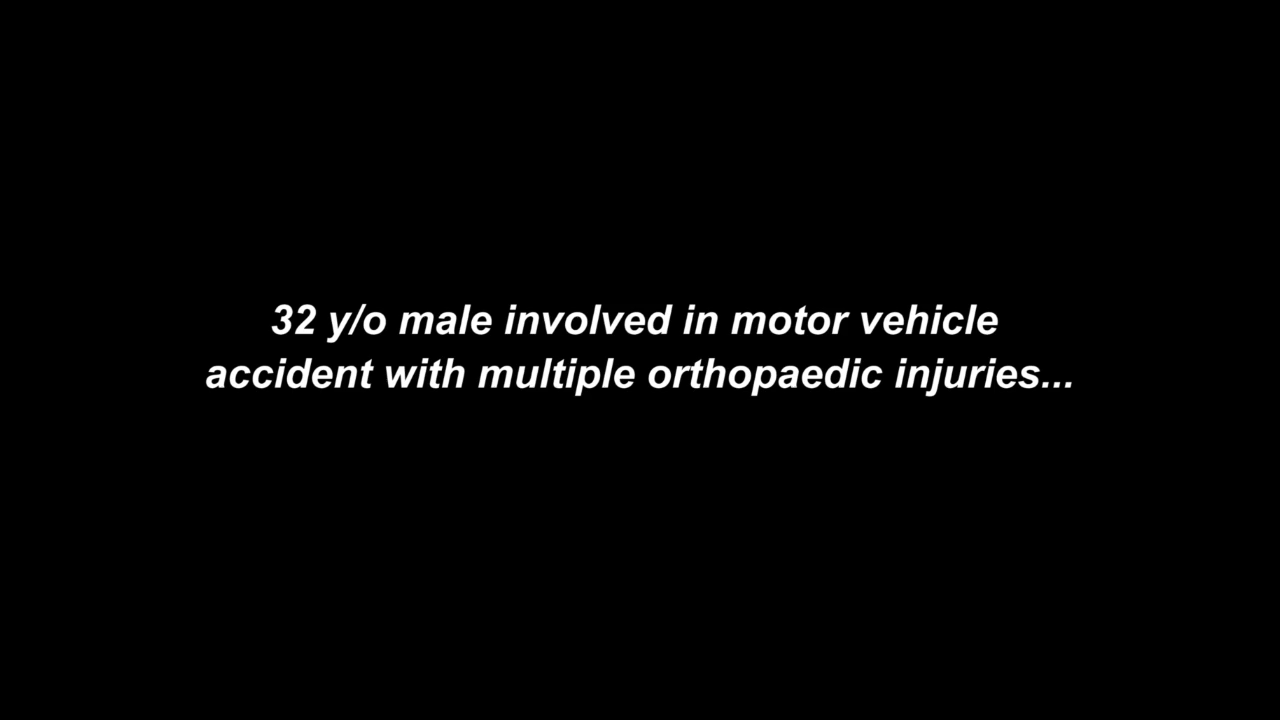 32 y/o male involved in motor vehicle
accident with multiple orthopaedic injuries...